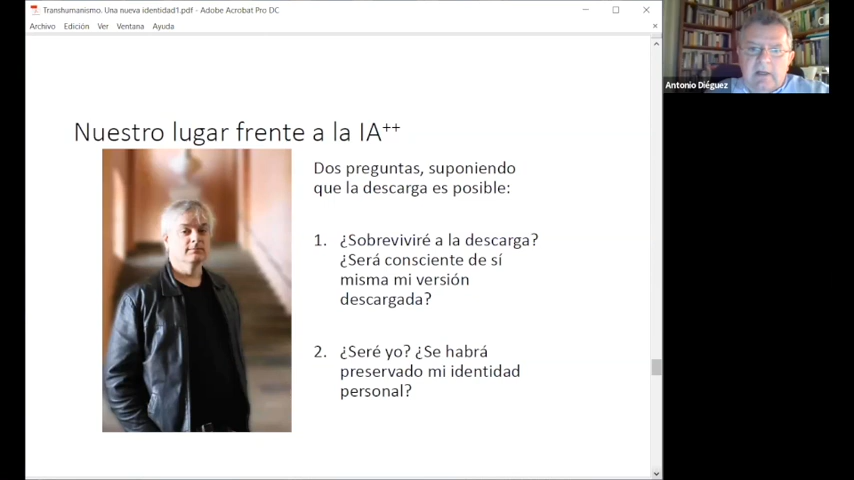 Transhumanismo. Una nueva identidad1.pdf - Adobe Acrobat Pro DC
Archivo Edición Ver Ventana Ayuda
Antonio Diéguez
Nuestro lugar frente a la IA++
Dos preguntas, suponiendo
que la descarga es posible:
1. ¿Sobreviviré a la descarga?
¿Será consciente de sí
misma mi versión
descargada?
2. ¿Seré yo? ¿Se habrá
preservado mi identidad
personal?